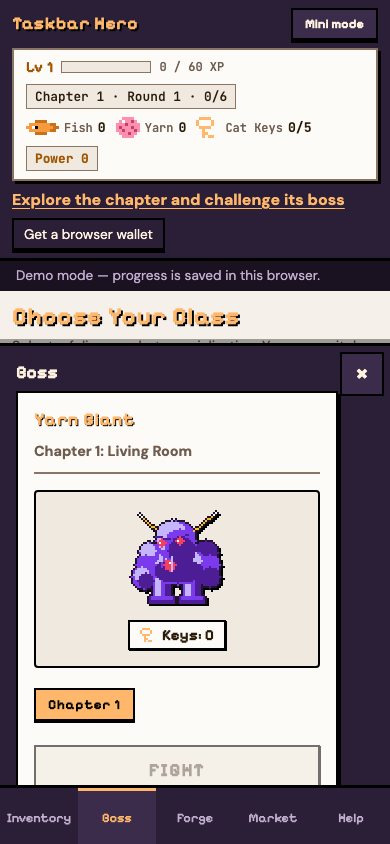 Taskbar Hero
Mini mode
Lv 1 0 / 60 XP
Chapter 1 · Round 1 · 0/6
Fish 0 Yarn 0 Cat Keys 0/5
Power 0
Explore the chapter and challenge its boss
Get a browser wallet
Demo mode — progress is saved in this browser.
Choose Your Class
Boss
Yarn Giant
Chapter 1: Living Room
Keys: 0
Chapter 1
FIGHT
Inventory Boss Forge Market Help